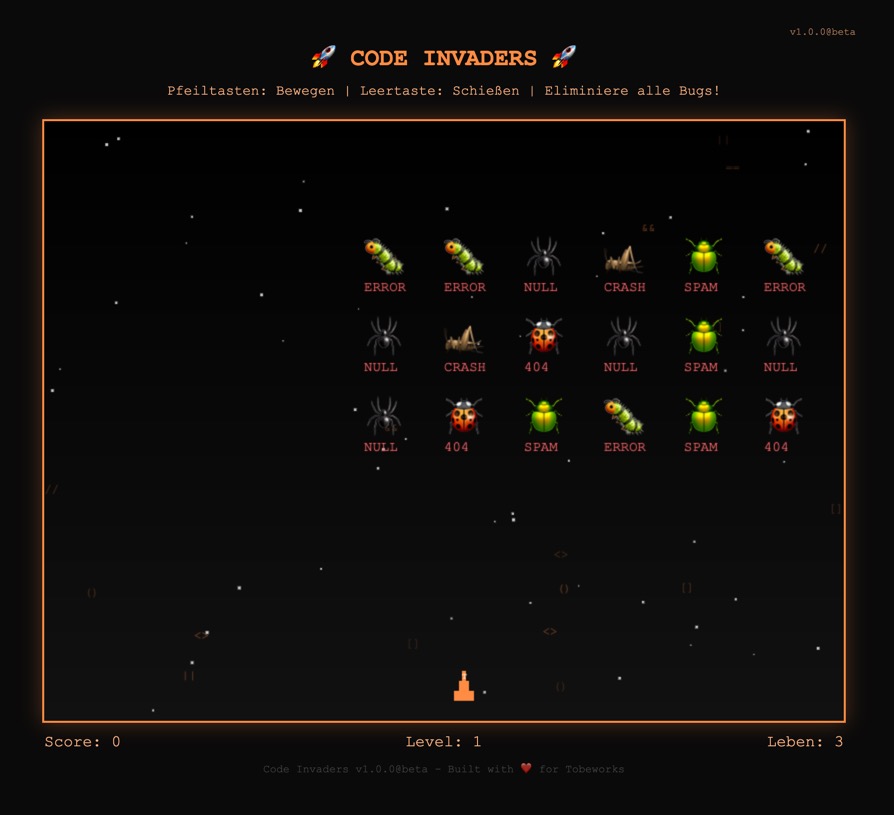 v1.0.0@beta
🚀 CODE INVADERS 🚀
Pfeiltasten: Bewegen | Leertaste: Schießen | Eliminiere alle Bugs!
||
==
&&
//
ERROR ERROR NULL CRASH SPAM ERROR
NULL CRASH 404 NULL SPAM NULL
NULL 404 SPAM ERROR SPAM 404
//
[]
<>
() () []
<> [] <>
||
()
Score: 0 Level: 1 Leben: 3
Code Invaders v1.0.0@beta - Built with ❤️ for Tobeworks